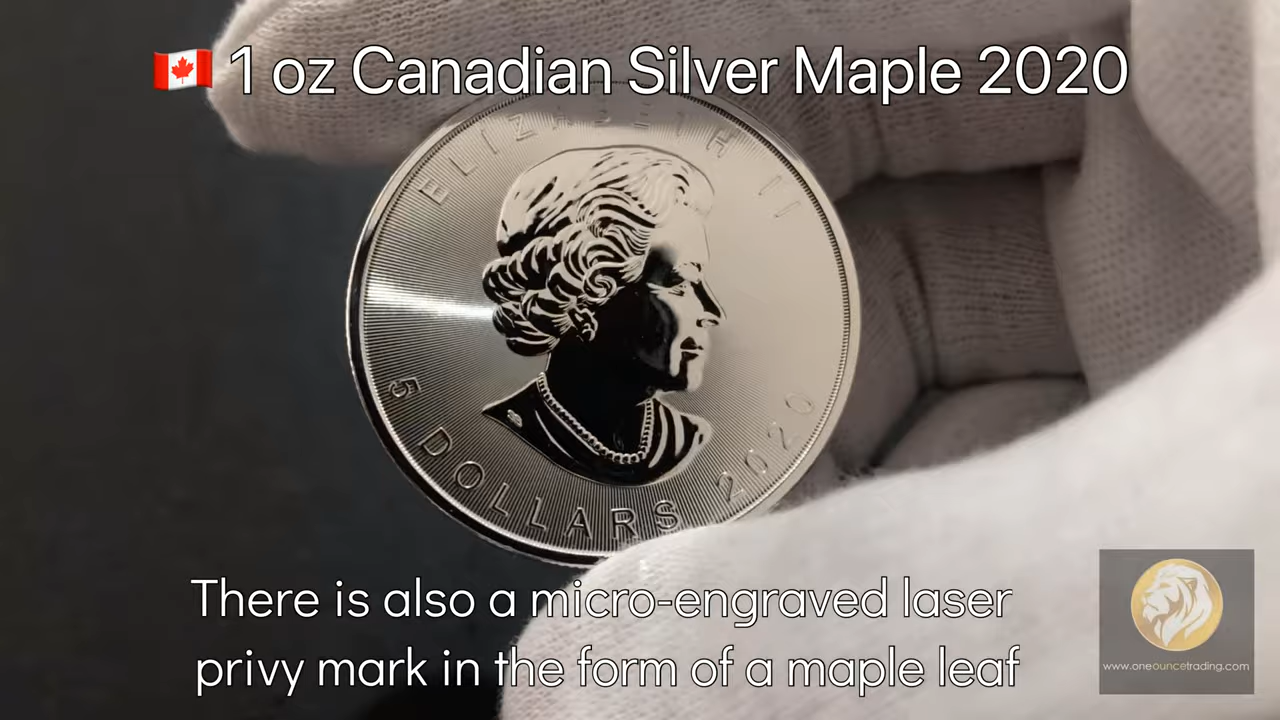 🇨🇦 1 oz Canadian Silver Maple 2020
ELIZABETH II
5 DOLLARS 2020
There is also a micro-engraved laser
privy mark in the form of a maple leaf
www.oneouncetrading.com